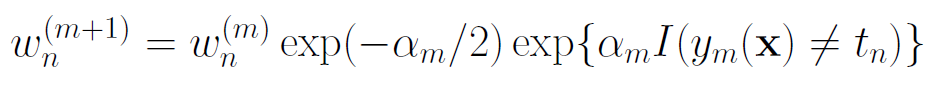 w_n^{(m+1)} = w_n^{(m)} exp(−α_m/2) exp{α_m I(y_m(𝐱) ≠ t_n)}